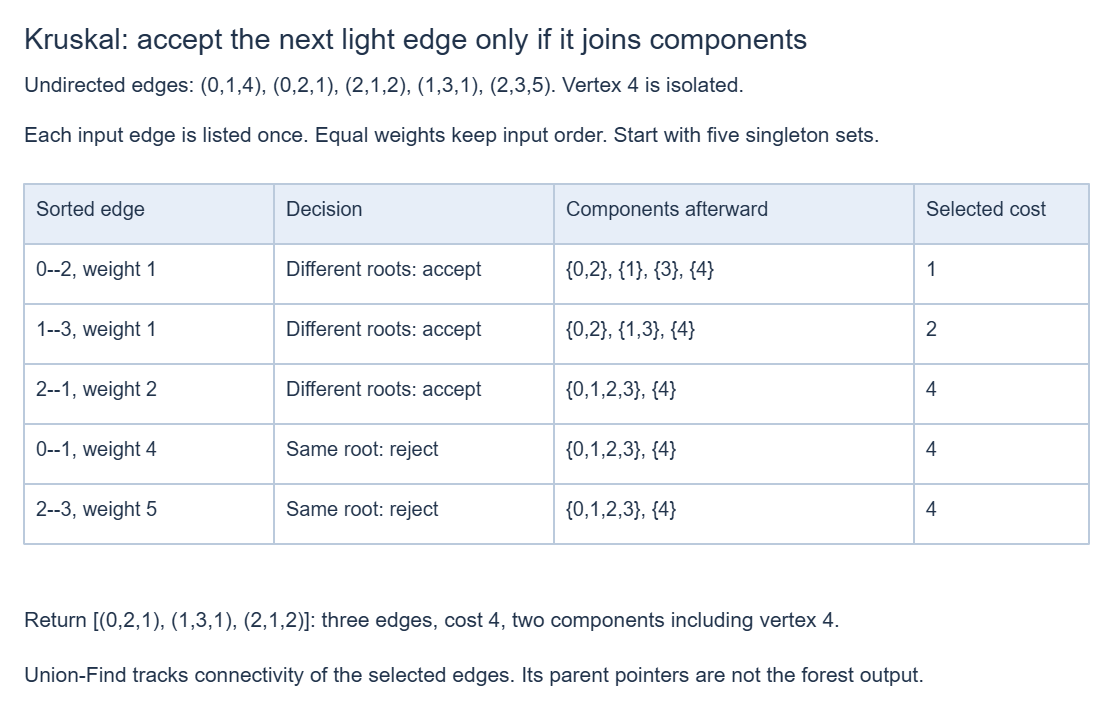 Kruskal: accept the next light edge only if it joins components
Undirected edges: (0,1,4), (0,2,1), (2,1,2), (1,3,1), (2,3,5). Vertex 4 is isolated.
Each input edge is listed once. Equal weights keep input order. Start with five singleton sets.
Sorted edge Decision Components afterward Selected cost
0--2, weight 1 Different roots: accept {0,2}, {1}, {3}, {4} 1
1--3, weight 1 Different roots: accept {0,2}, {1,3}, {4} 2
2--1, weight 2 Different roots: accept {0,1,2,3}, {4} 4
0--1, weight 4 Same root: reject {0,1,2,3}, {4} 4
2--3, weight 5 Same root: reject {0,1,2,3}, {4} 4
Return [(0,2,1), (1,3,1), (2,1,2)]: three edges, cost 4, two components including vertex 4.
Union-Find tracks connectivity of the selected edges. Its parent pointers are not the forest output.